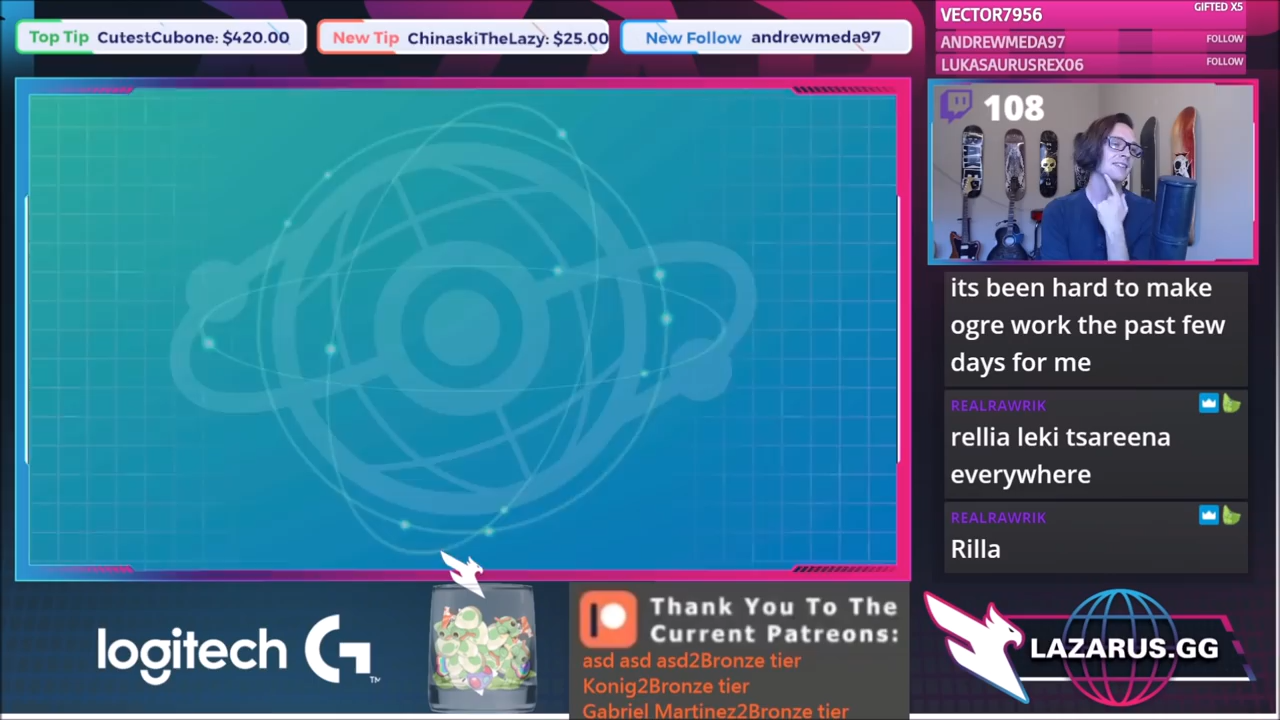 Top Tip CutestCubone: $420.00
New Tip ChinaskiTheLazy: $25.00
New Follow andrewmeda97
VECTOR7956 GIFTED X5
ANDREWMEDA97 FOLLOW
LUKASAURUSREX06 FOLLOW
108
its been hard to make
ogre work the past few
days for me
REALRAWRIK
rellia leki tsareena
everywhere
REALRAWRIK
Rilla
logitech G TM
Thank You To The
Current Patreons:
asd asd asd2Bronze tier
Konig2Bronze tier
Gabriel Martinez2Bronze tier
LAZARUS.GG